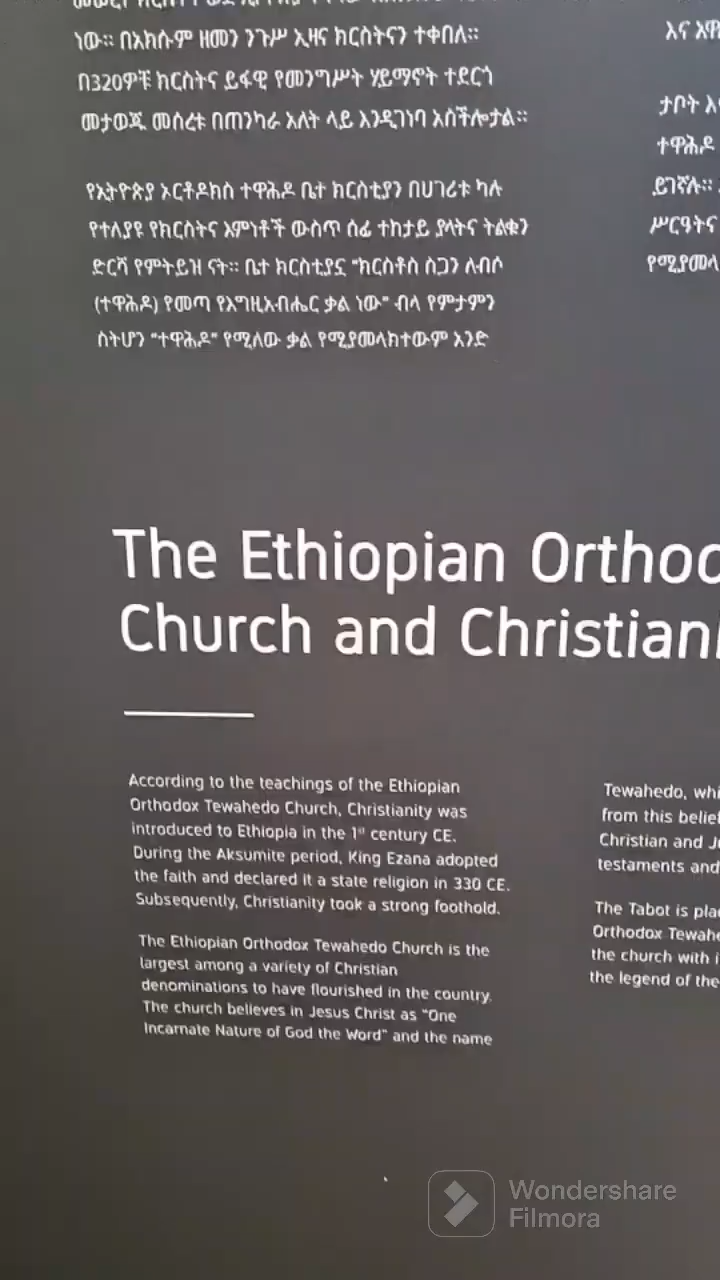 ነው። በአክሱም ዘመን ንጉሥ ኢዛና ክርስትናን ተቀበለ።
በ320ዎቹ ክርስትና ይፋዊ የመንግሥት ሃይማኖት ተደርጎ
መታወጁ መሰረቱ በጠንካራ አለት ላይ እንዲገነባ አስችሎታል።
የኢትዮጵያ ኦርቶዶክስ ተዋሕዶ ቤተ ክርስቲያን በሀገሪቱ ካሉ
የተለያዩ የክርስትና እምነቶች ውስጥ ሰፊ ተከታይ ያላትና ትልቁን
ድርሻ የምትይዝ ናት። ቤተ ክርስቲያኗ "ክርስቶስ ስጋን ለብሶ
(ተዋሕዶ) የመጣ የእግዚአብሔር ቃል ነው" ብላ የምታምን
ስትሆን "ተዋሕዶ" የሚለው ቃል የሚያመላክተውም አንድ
እና
ታቦት
ተዋሕዶ
ይገኛሉ።
ሥርዓትና
የሚያመላ
The Ethiopian Orthod
Church and Christiani
According to the teachings of the Ethiopian
Orthodox Tewahedo Church, Christianity was
introduced to Ethiopia in the 1st century CE.
During the Aksumite period, King Ezana adopted
the faith and declared it a state religion in 330 CE.
Subsequently, Christianity took a strong foothold.
The Ethiopian Orthodox Tewahedo Church is the
largest among a variety of Christian
denominations to have flourished in the country.
The church believes in Jesus Christ as "One
Incarnate Nature of God the Word" and the name
Tewahedo, whi
from this belief
Christian and J
testaments and
The Tabot is pla
Orthodox Tewahe
the church with i
the legend of the
Wondershare
Filmora